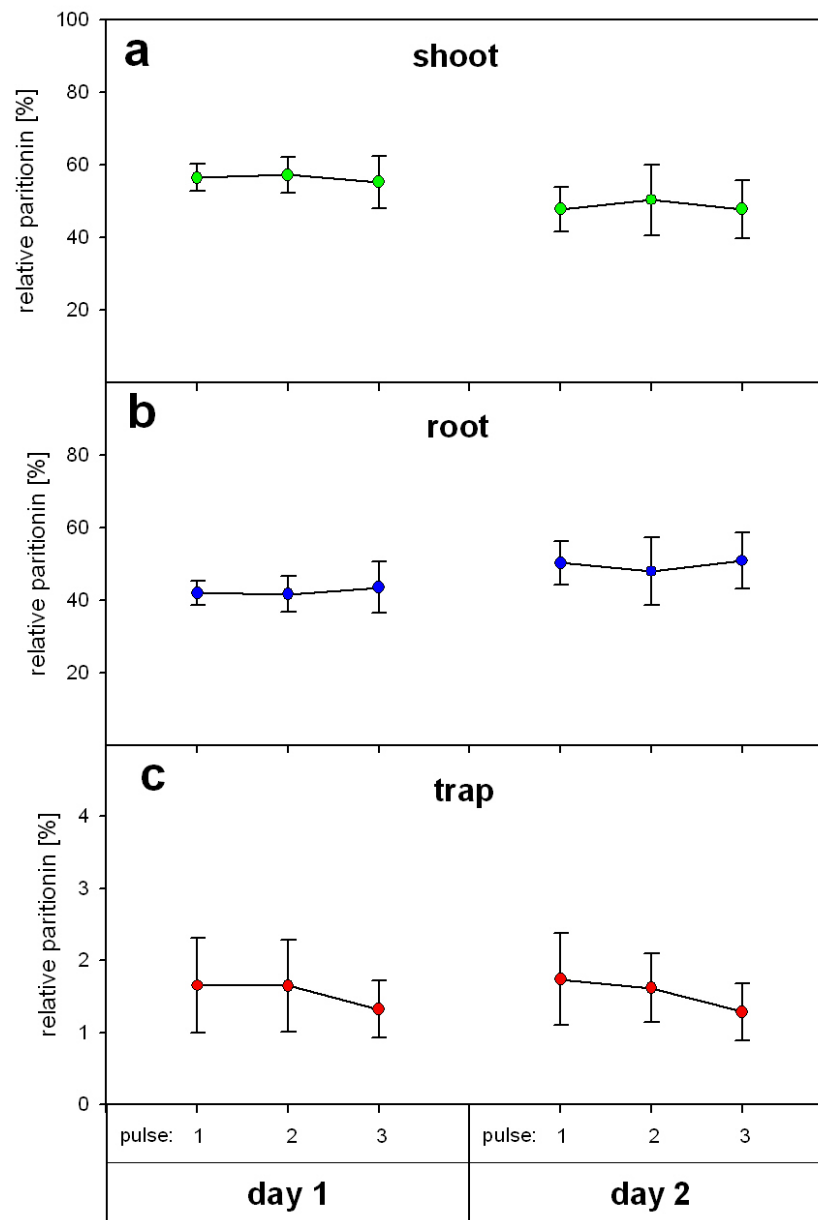 a
shoot
relative paritionin [%]
100
80
60
40
20
b
root
relative paritionin [%]
80
60
40
20
c
trap
relative paritionin [%]
4
3
2
1
0
pulse: 1 2 3 pulse: 1 2 3
day 1 day 2